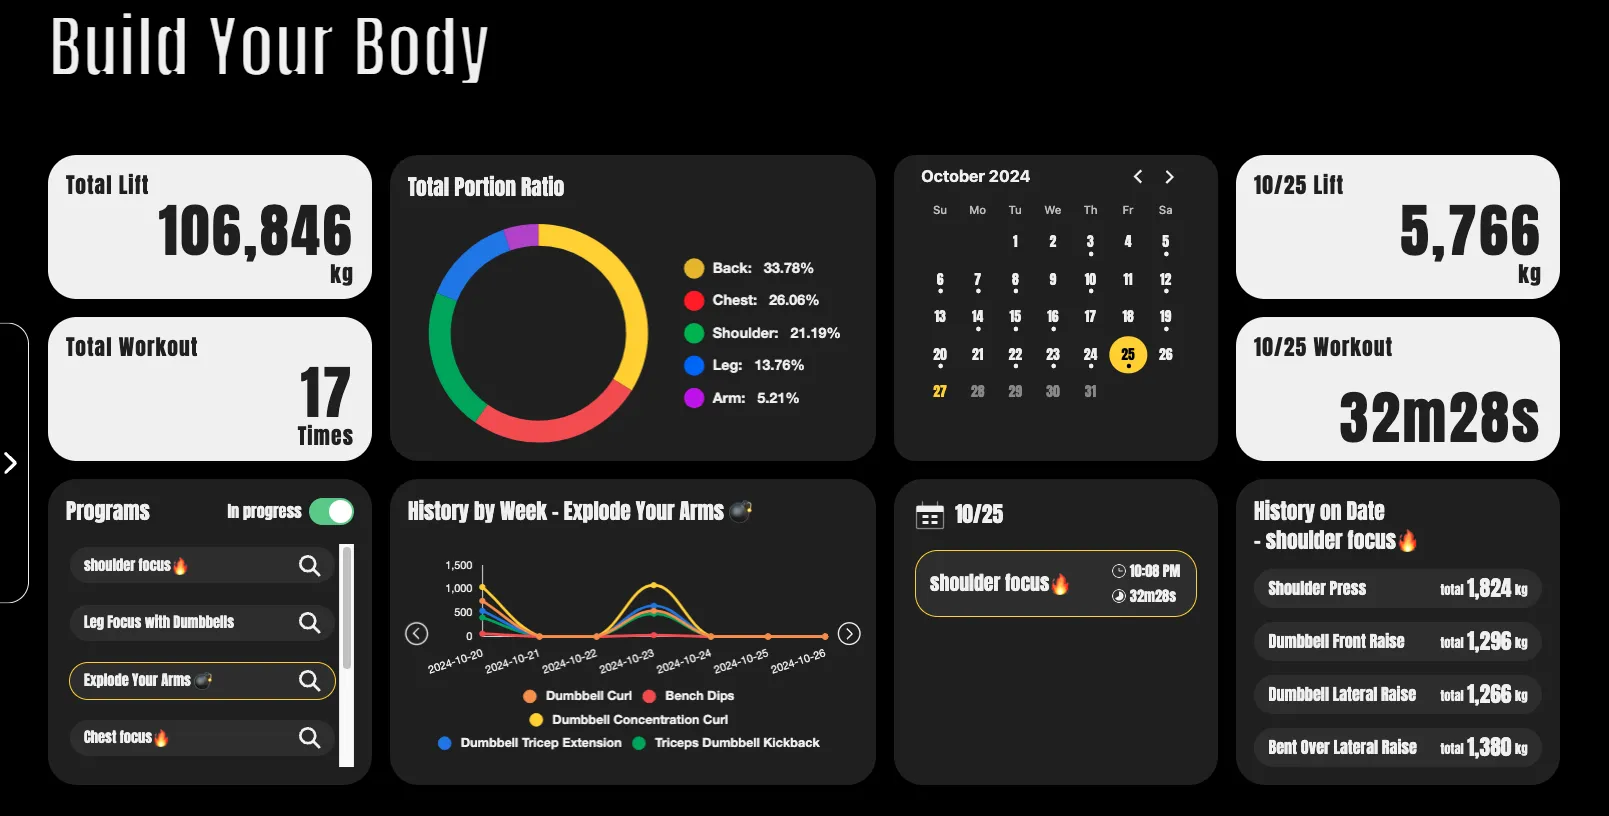 Build Your Body
Total Lift
106,846
kg
Total Workout
17
Times
Total Portion Ratio
Back: 33.78%
Chest: 26.06%
Shoulder: 21.19%
Leg: 13.76%
Arm: 5.21%
October 2024
Su Mo Tu We Th Fr Sa
1 2 3 4 5
6 7 8 9 10 11 12
13 14 15 16 17 18 19
20 21 22 23 24 25 26
27 28 29 30 31
10/25 Lift
5,766
kg
10/25 Workout
32m28s
Programs In progress
shoulder focus🔥
Leg Focus with Dumbbells
Explode Your Arms 💣
Chest focus🔥
History by Week - Explode Your Arms 💣
1,500
1,000
500
0
2024-10-20 2024-10-21 2024-10-22 2024-10-23 2024-10-24 2024-10-25 2024-10-26
Dumbbell Curl Bench Dips
Dumbbell Concentration Curl
Dumbbell Tricep Extension Triceps Dumbbell Kickback
10/25
shoulder focus🔥
10:08 PM
32m28s
History on Date
- shoulder focus🔥
Shoulder Press total 1,824 kg
Dumbbell Front Raise total 1,296 kg
Dumbbell Lateral Raise total 1,266 kg
Bent Over Lateral Raise total 1,380 kg